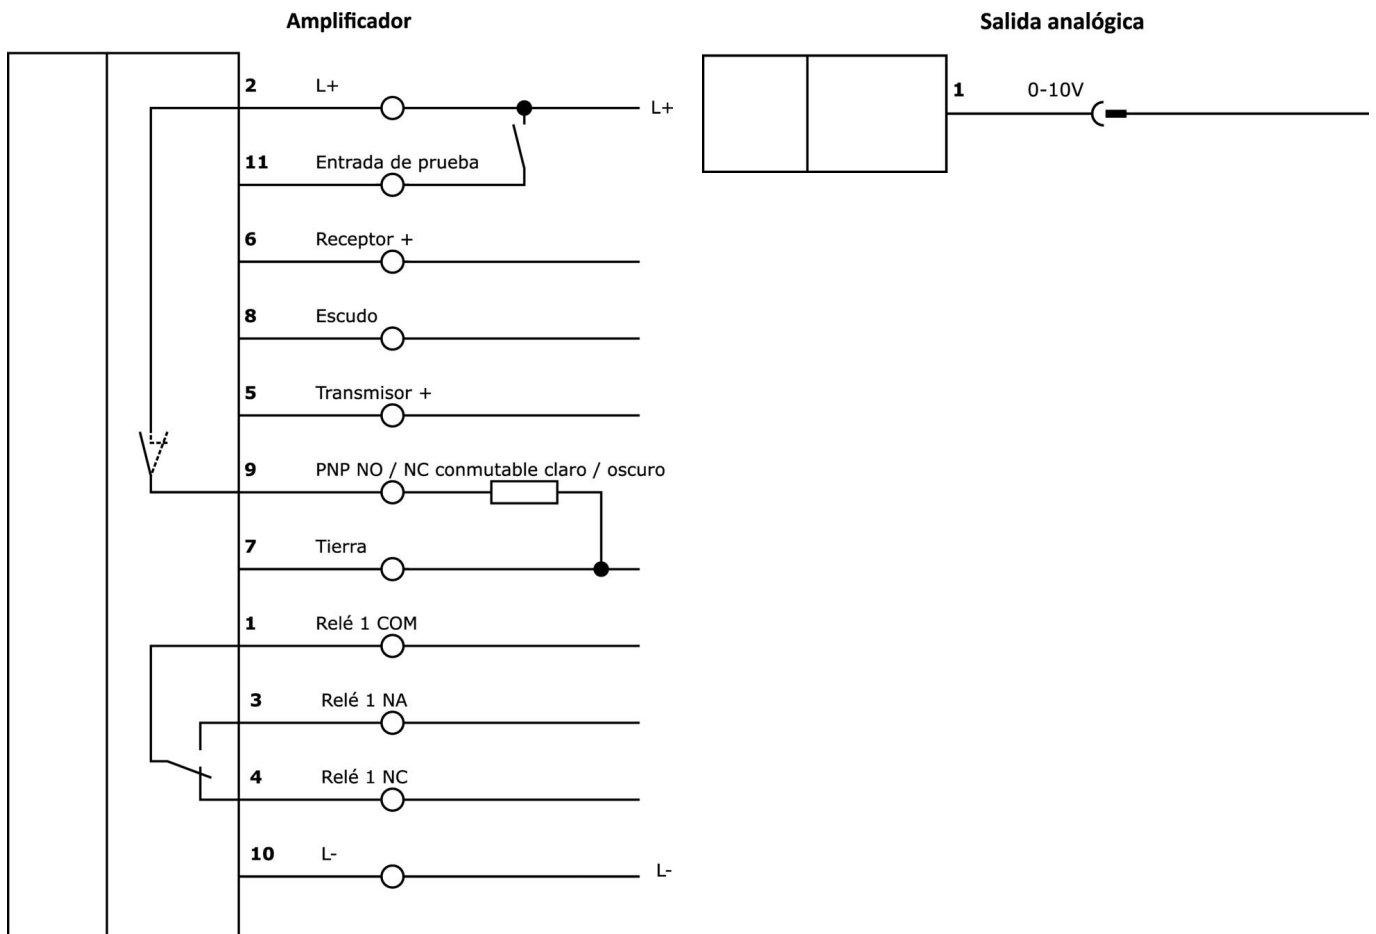 Amplificador
2 L+
L+
11 Entrada de prueba
6 Receptor +
8 Escudo
5 Transmisor +
9 PNP NO / NC conmutable claro / oscuro
7 Tierra
1 Relé 1 COM
3 Relé 1 NA
4 Relé 1 NC
10 L-
L-
Salida analógica
1 0-10V